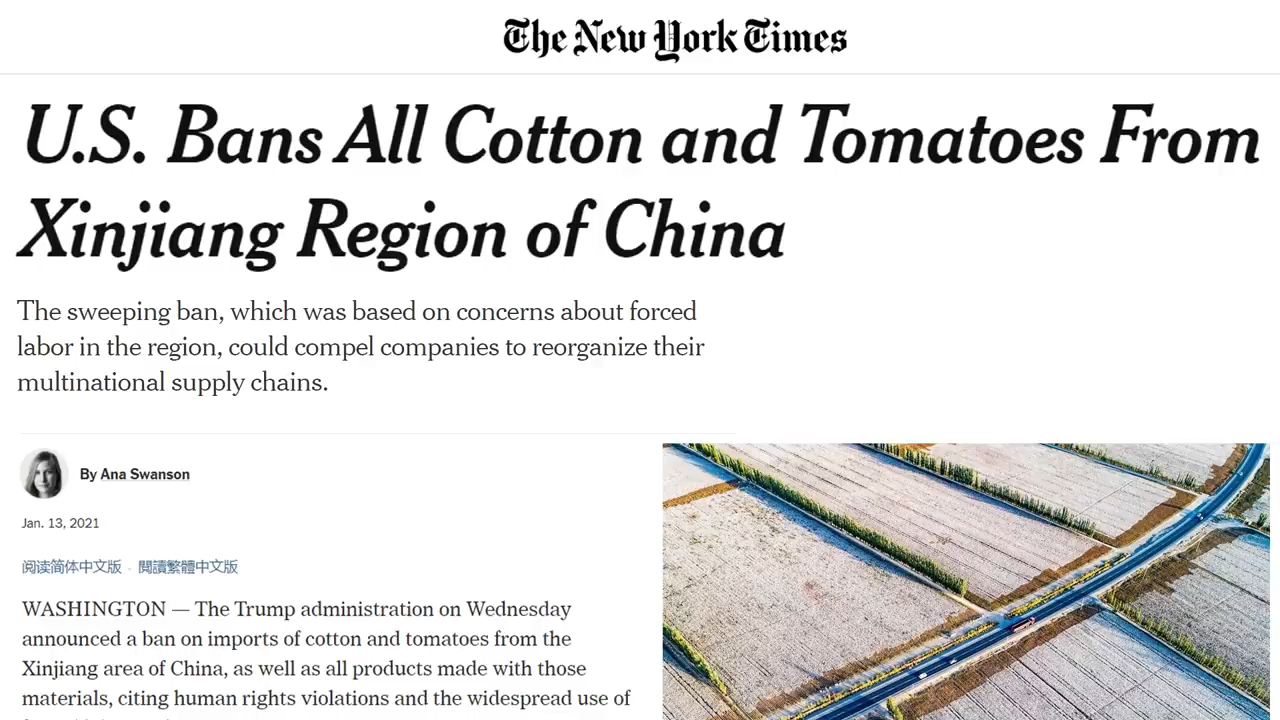 The New York Times
U.S. Bans All Cotton and Tomatoes From
Xinjiang Region of China
The sweeping ban, which was based on concerns about forced
labor in the region, could compel companies to reorganize their
multinational supply chains.
By Ana Swanson
Jan. 13, 2021
阅读简体中文版 · 閱讀繁體中文版
WASHINGTON — The Trump administration on Wednesday
announced a ban on imports of cotton and tomatoes from the
Xinjiang area of China, as well as all products made with those
materials, citing human rights violations and the widespread use of